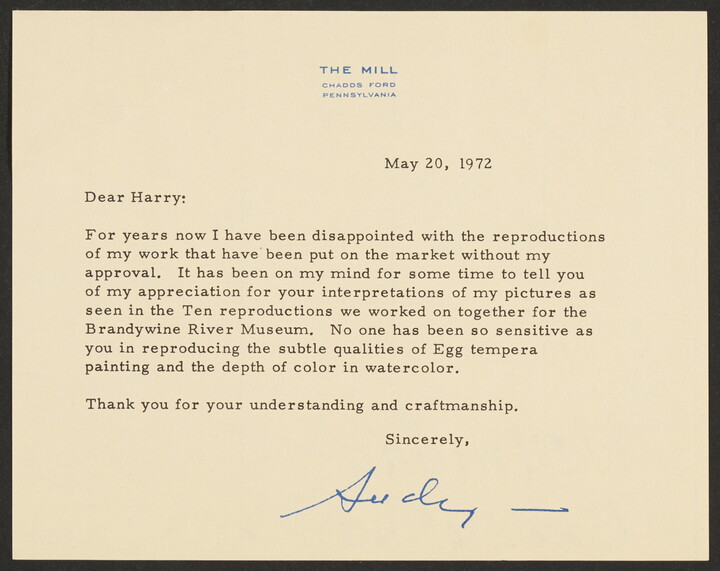 THE MILL
CHADDS FORD
PENNSYLVANIA
May 20, 1972
Dear Harry:
For years now I have been disappointed with the reproductions
of my work that have been put on the market without my
approval. It has been on my mind for some time to tell you
of my appreciation for your interpretations of my pictures as
seen in the Ten reproductions we worked on together for the
Brandywine River Museum. No one has been so sensitive as
you in reproducing the subtle qualities of Egg tempera
painting and the depth of color in watercolor.
Thank you for your understanding and craftmanship.
Sincerely,
Andy —